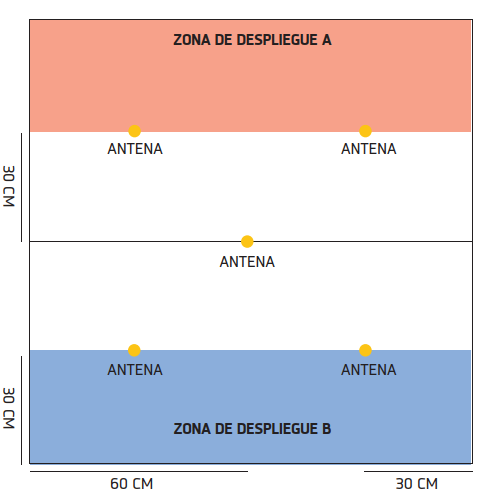 ZONA DE DESPLIEGUE A
ANTENA
ANTENA
30 CM
ANTENA
ANTENA
ANTENA
30 CM
ZONA DE DESPLIEGUE B
60 CM
30 CM